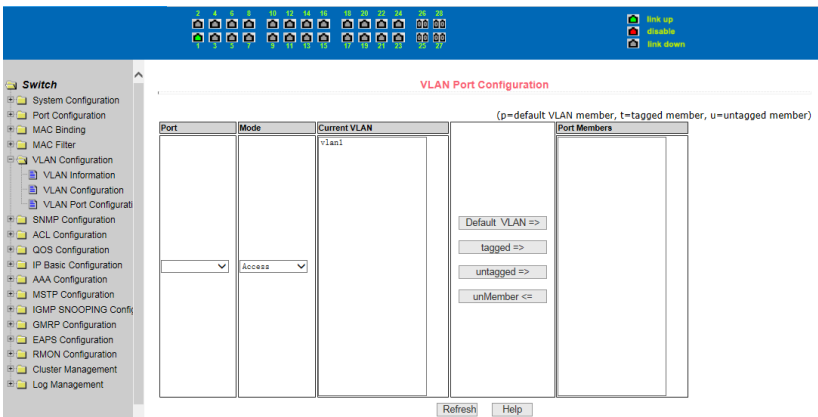 2 4 6 8 10 12 14 16 18 20 22 24 26 28
1 3 5 7 9 11 13 15 17 19 21 23 25 27
link up
disable
link down
Switch
System Configuration
Port Configuration
MAC Binding
MAC Filter
VLAN Configuration
VLAN Information
VLAN Configuration
VLAN Port Configurati
SNMP Configuration
ACL Configuration
QOS Configuration
IP Basic Configuration
AAA Configuration
MSTP Configuration
IGMP SNOOPING Config
GMRP Configuration
EAPS Configuration
RMON Configuration
Cluster Management
Log Management
VLAN Port Configuration
(p=default VLAN member, t=tagged member, u=untagged member)
Port Mode Current VLAN Port Members
vlan1
Access
Default VLAN =>
tagged =>
untagged =>
unMember <=
Refresh Help